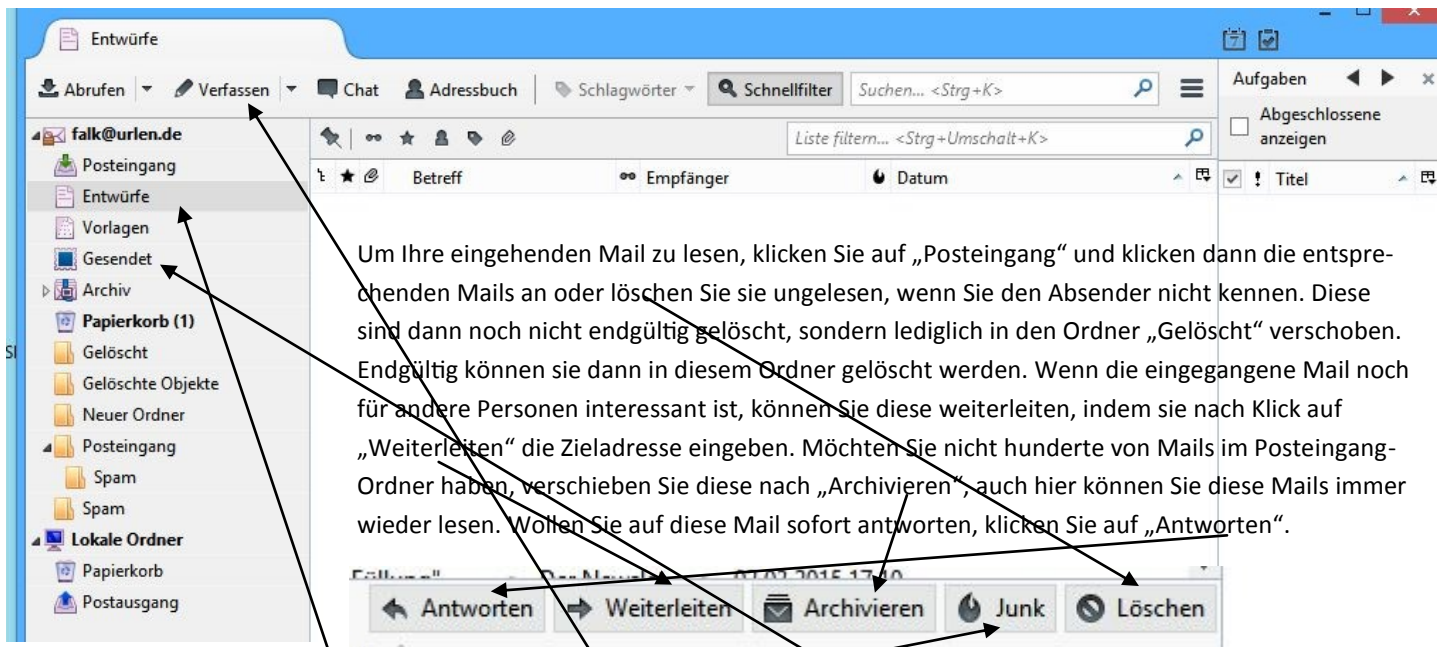 Entwürfe
Abrufen Verfassen Chat Adressbuch Schlagwörter Schnellfilter Suchen... <Strg+K>
Aufgaben
Abgeschlossene
anzeigen
falk@urlen.de
Liste filtern... <Strg+Umschalt+K>
Betreff Empfänger Datum
Titel
Posteingang
Entwürfe
Vorlagen
Gesendet
Archiv
Papierkorb (1)
Gelöscht
Gelöschte Objekte
Neuer Ordner
Posteingang
Spam
Spam
Lokale Ordner
Papierkorb
Postausgang
Um Ihre eingehenden Mail zu lesen, klicken Sie auf „Posteingang“ und klicken dann die entspre-
chenden Mails an oder löschen Sie sie ungelesen, wenn Sie den Absender nicht kennen. Diese
sind dann noch nicht endgültig gelöscht, sondern lediglich in den Ordner „Gelöscht“ verschoben.
Endgültig können sie dann in diesem Ordner gelöscht werden. Wenn die eingegangene Mail noch
für andere Personen interessant ist, können Sie diese weiterleiten, indem sie nach Klick auf
„Weiterleiten“ die Zieladresse eingeben. Möchten Sie nicht hunderte von Mails im Posteingang-
Ordner haben, verschieben Sie diese nach „Archivieren“, auch hier können Sie diese Mails immer
wieder lesen. Wollen Sie auf diese Mail sofort antworten, klicken Sie auf „Antworten“.
Antworten Weiterleiten Archivieren Junk Löschen